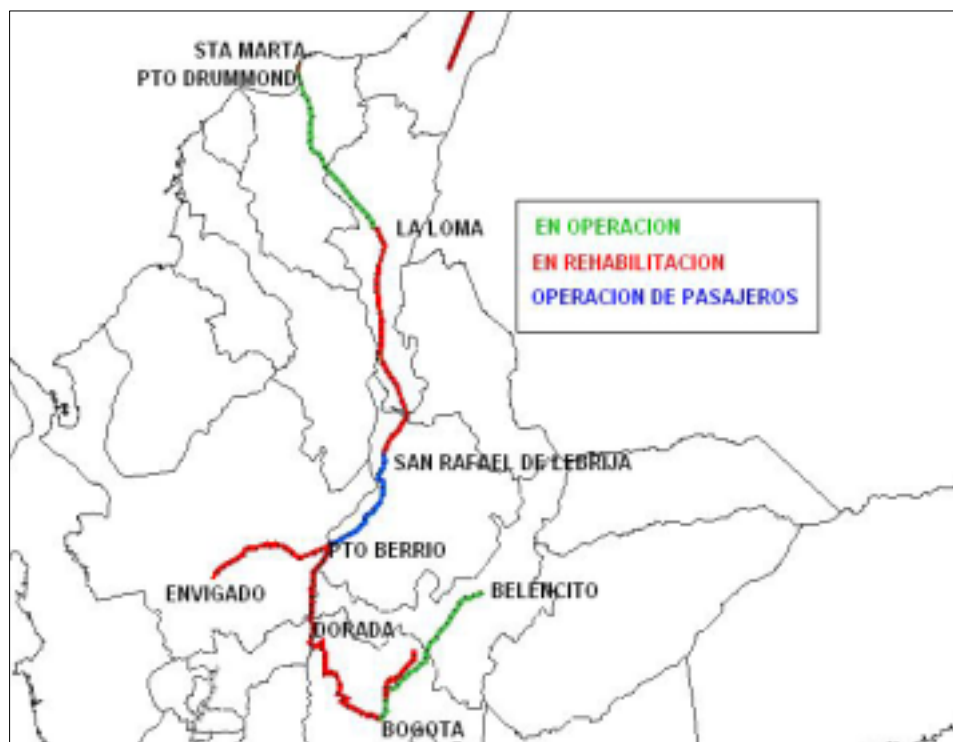 STA MARTA
PTO DRUMMOND
LA LOMA
EN OPERACION
EN REHABILITACION
OPERACION DE PASAJEROS
SAN RAFAEL DE LEBRIJA
PTO BERRIO
ENVIGADO
BELENCITO
DORADA
BOGOTA